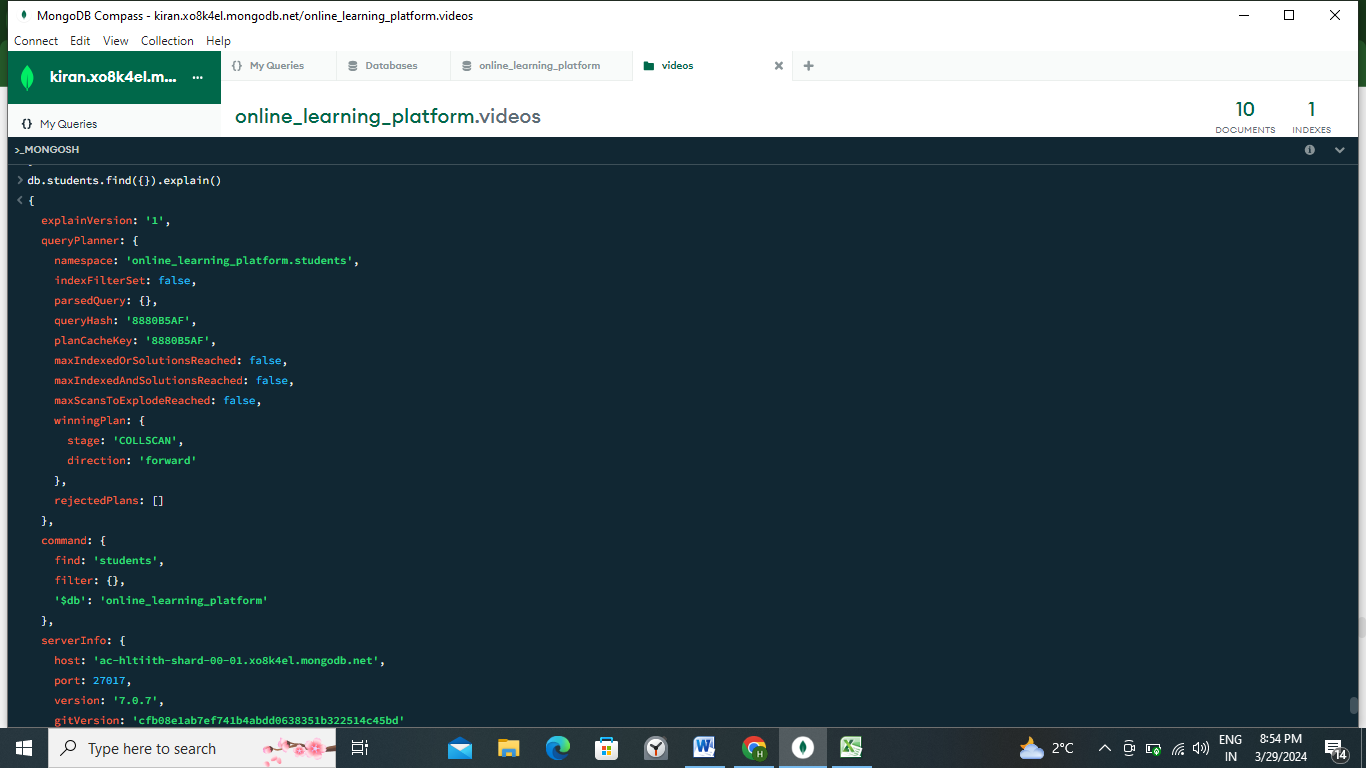 MongoDB Compass - kiran.xo8k4el.mongodb.net/online_learning_platform.videos
Connect Edit View Collection Help
kiran.xo8k4el.m... ...
{} My Queries
Databases
online_learning_platform
videos
{} My Queries
online_learning_platform.videos
10
DOCUMENTS
1
INDEXES
>_MONGOSH
> db.students.find({}).explain()
< {
explainVersion: '1',
queryPlanner: {
namespace: 'online_learning_platform.students',
indexFilterSet: false,
parsedQuery: {},
queryHash: '8880B5AF',
planCacheKey: '8880B5AF',
maxIndexedOrSolutionsReached: false,
maxIndexedAndSolutionsReached: false,
maxScansToExplodeReached: false,
winningPlan: {
stage: 'COLLSCAN',
direction: 'forward'
},
rejectedPlans: []
},
command: {
find: 'students',
filter: {},
'$db': 'online_learning_platform'
},
serverInfo: {
host: 'ac-hltiith-shard-00-01.xo8k4el.mongodb.net',
port: 27017,
version: '7.0.7',
gitVersion: 'cfb08e1ab7ef741b4abdd0638351b322514c45bd'
Type here to search
2°C
ENG
IN
8:54 PM
3/29/2024
14